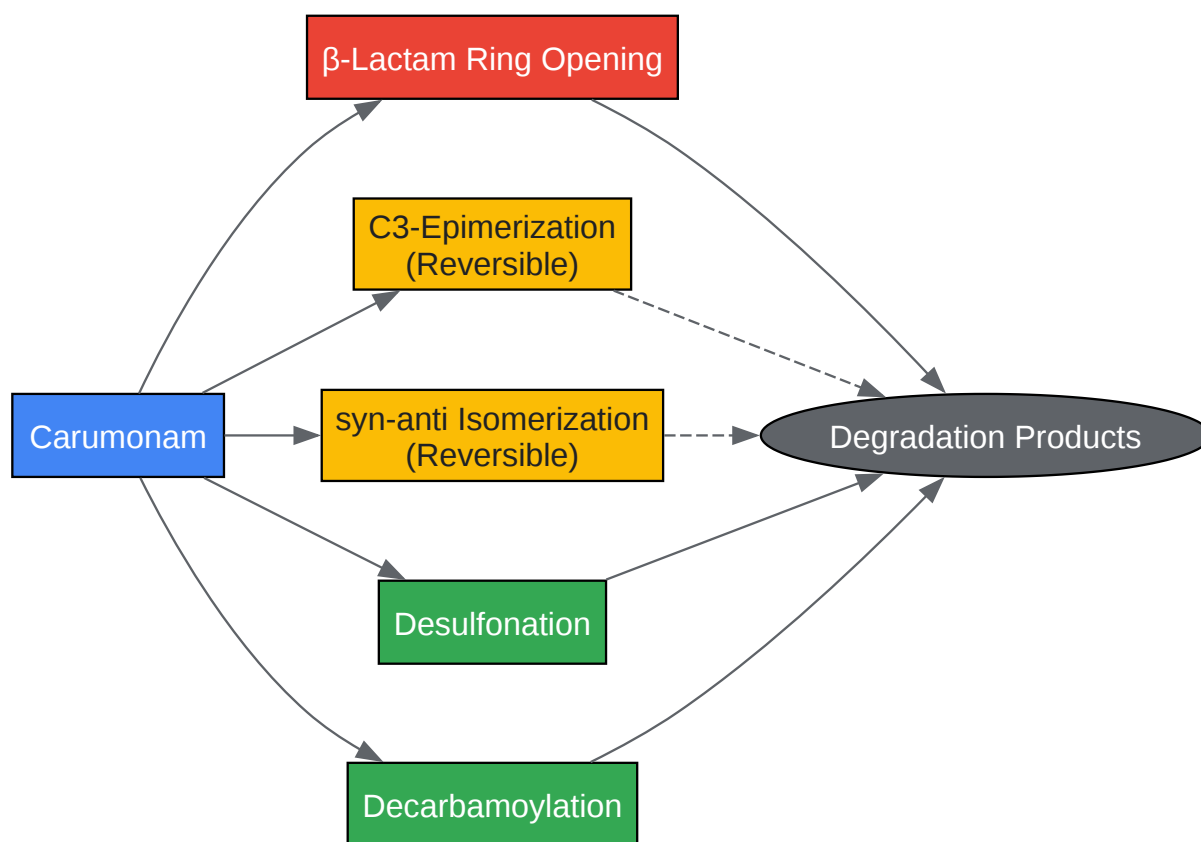 β-Lactam Ring Opening
C3-Epimerization
(Reversible)
Carumonam
syn-anti Isomerization
(Reversible)
Degradation Products
Desulfonation
Decarbamoylation